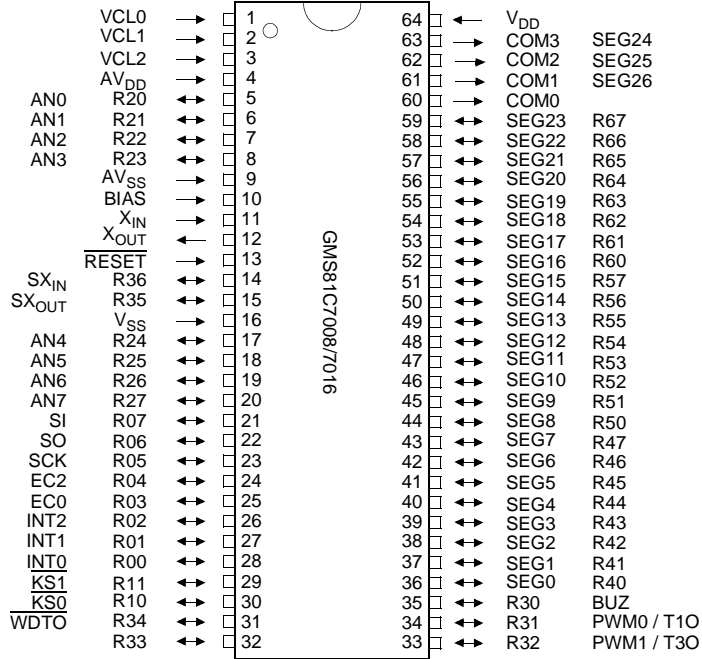 VCL0 1 64 V_DD
VCL1 2 63 COM3 SEG24
VCL2 3 62 COM2 SEG25
AV_DD 4 61 COM1 SEG26
AN0 R20 5 60 COM0
AN1 R21 6 59 SEG23 R67
AN2 R22 7 58 SEG22 R66
AN3 R23 8 57 SEG21 R65
AV_SS 9 56 SEG20 R64
BIAS 10 55 SEG19 R63
X_IN 11 54 SEG18 R62
X_OUT 12 53 SEG17 R61
RESET 13 52 SEG16 R60
SX_IN R36 14 51 SEG15 R57
SX_OUT R35 15 50 SEG14 R56
V_SS 16 49 SEG13 R55
AN4 R24 17 48 SEG12 R54
AN5 R25 18 47 SEG11 R53
AN6 R26 19 46 SEG10 R52
AN7 R27 20 45 SEG9 R51
SI R07 21 44 SEG8 R50
SO R06 22 43 SEG7 R47
SCK R05 23 42 SEG6 R46
EC2 R04 24 41 SEG5 R45
EC0 R03 25 40 SEG4 R44
INT2 R02 26 39 SEG3 R43
INT1 R01 27 38 SEG2 R42
INT0 R00 28 37 SEG1 R41
KS1 R11 29 36 SEG0 R40
KS0 R10 30 35 R30 BUZ
WDTO R34 31 34 R31 PWM0 / T1O
R33 32 33 R32 PWM1 / T3O
GMS81C7008/7016